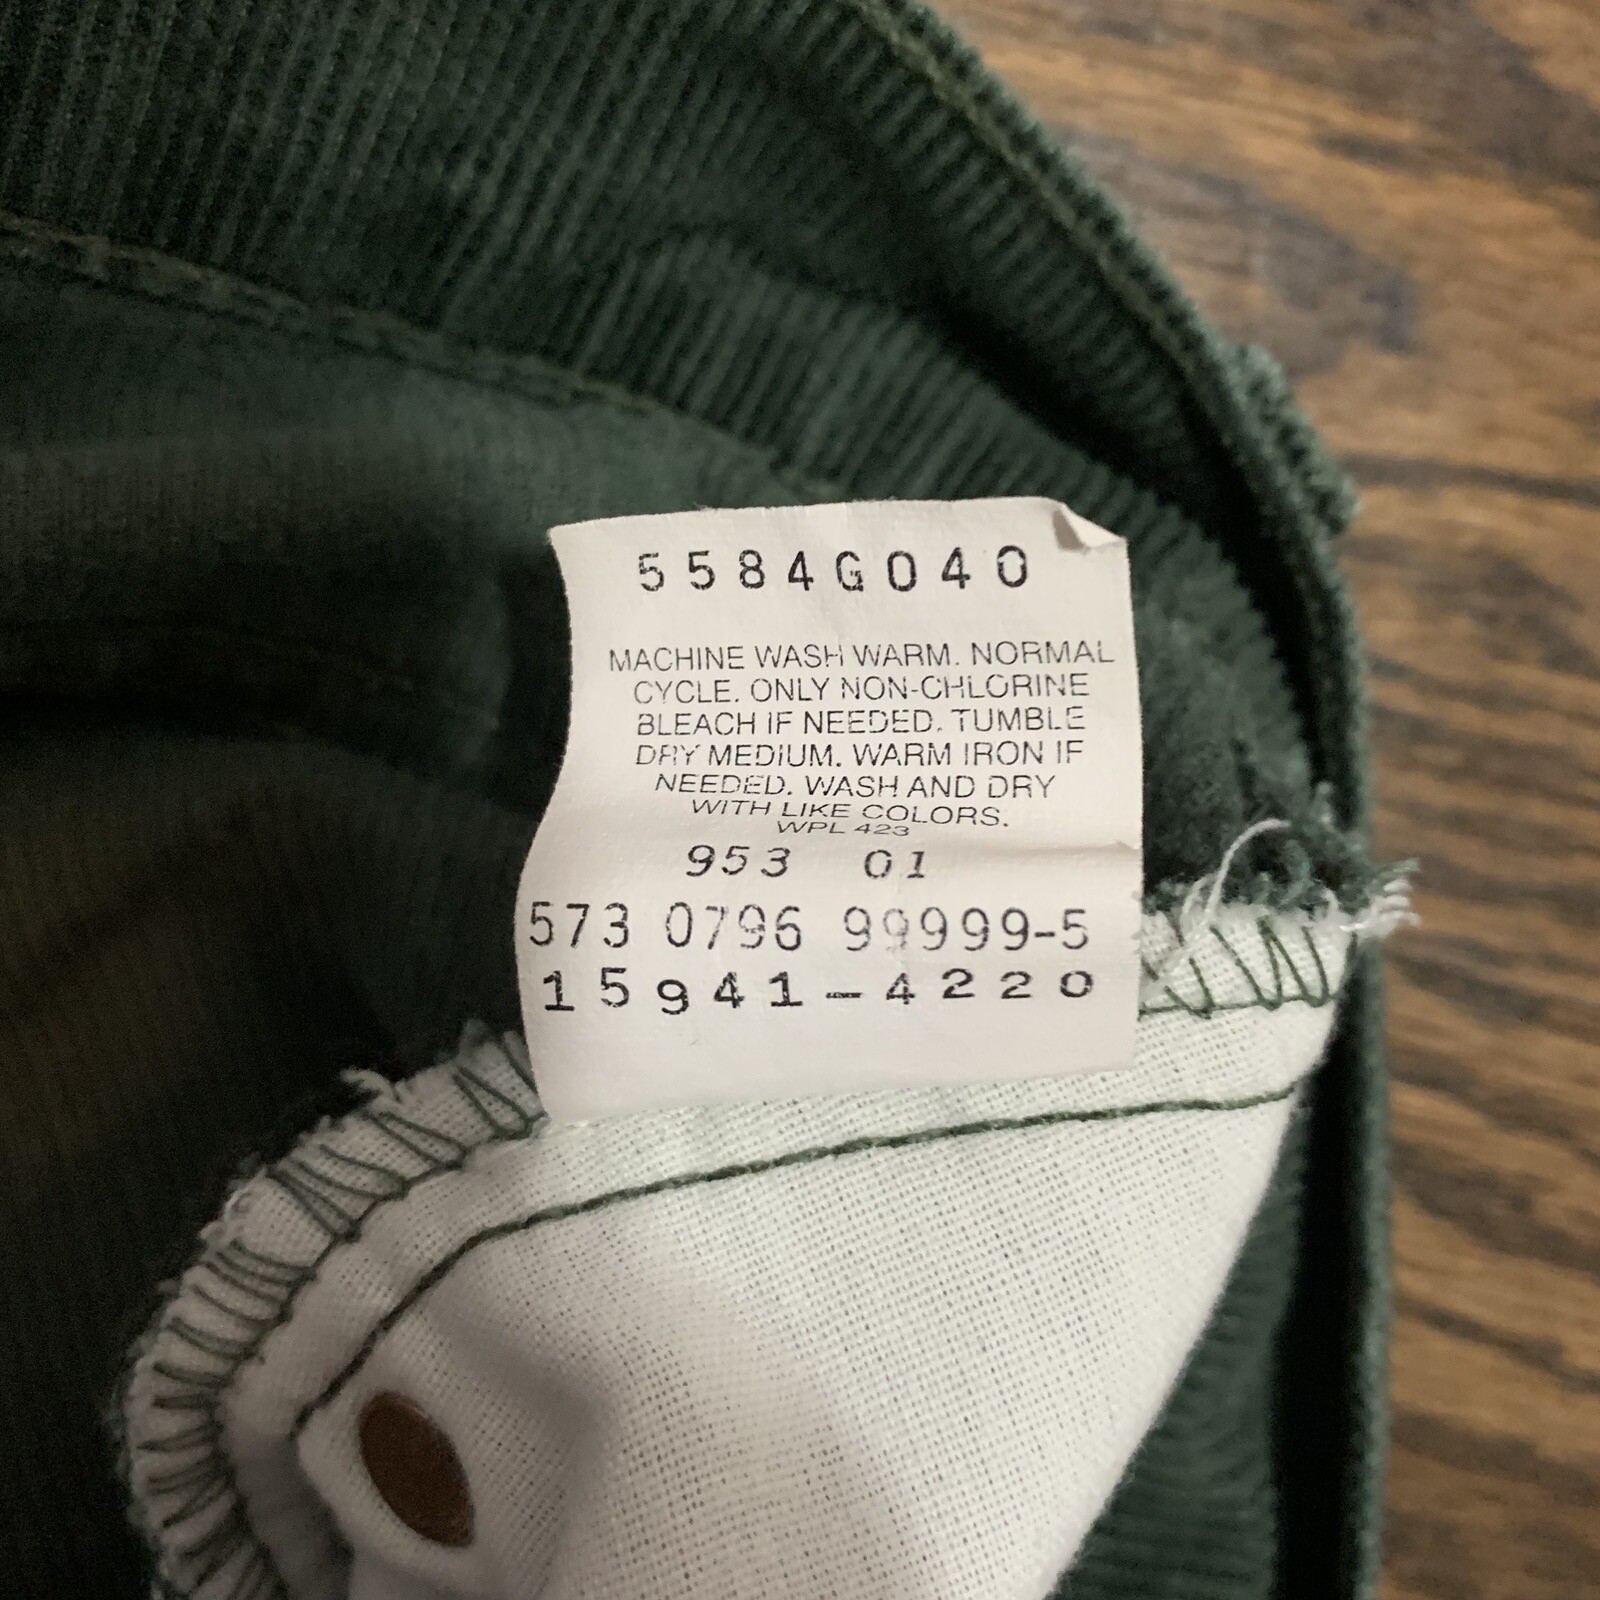 5584G040
MACHINE WASH WARM. NORMAL
CYCLE. ONLY NON-CHLORINE
BLEACH IF NEEDED. TUMBLE
DRY MEDIUM. WARM IRON IF
NEEDED. WASH AND DRY
WITH LIKE COLORS.
WPL 423
953 01
573 0796 99999-5
15941-4220